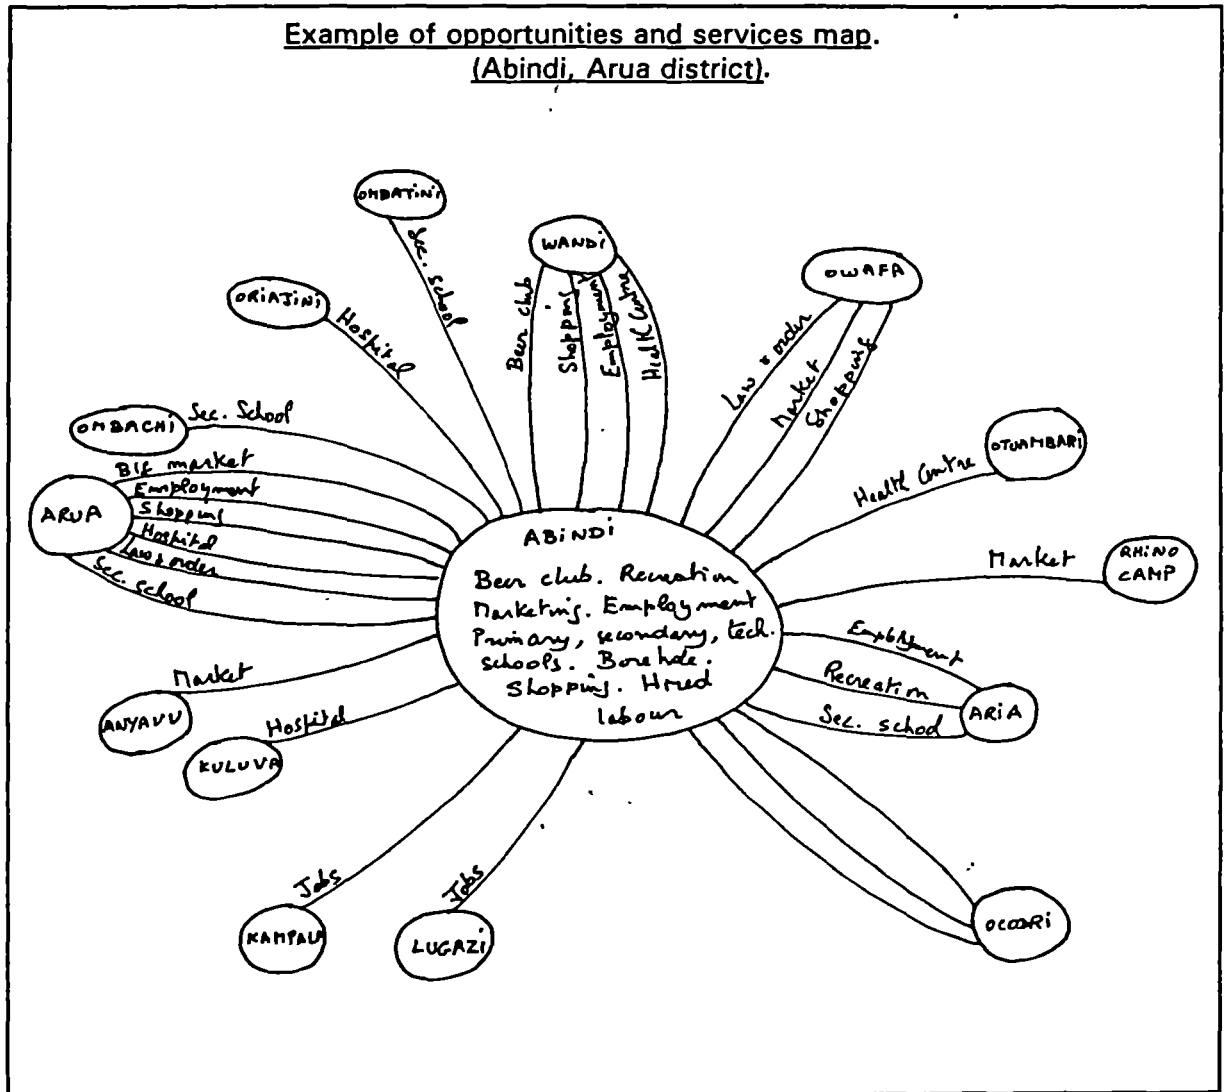 Example of opportunities and services map.
(Abindi, Arua district).
OMBATINI
Sec. school
WANDI
Beer club
Shopping
Employment
Health Centre
OWAFA
Law & order
Market
Shopping
ORIAJINI
Hospital
OMBACHI
Sec. School
ARUA
BIG market
Employment
Shopping
Hospital
Law & order
Sec. school
OTUAMBARI
Health Centre
RHINO
CAMP
Market
ABINDI
Beer club. Recreation
Marketing. Employment
Primary, secondary, tech.
schools. Borehole.
Shopping. Hired
labour
Employment
Recreation
Sec. school
ARIA
Market
ANYAVU
Hospital
KULUVA
Jobs
KAMPALA
Jobs
LUGAZI